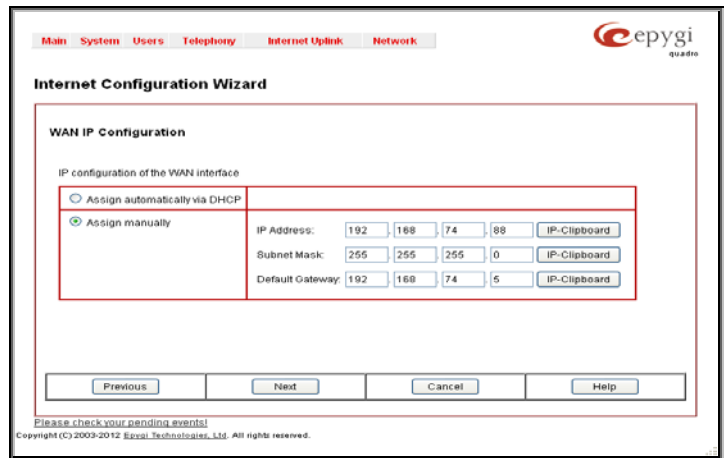 Main System Users Telephony Internet Uplink Network
epygi
quadro
Internet Configuration Wizard
WAN IP Configuration
IP configuration of the WAN interface
Assign automatically via DHCP
Assign manually
IP Address: 192 . 168 . 74 . 88 IP-Clipboard
Subnet Mask: 255 . 255 . 255 . 0 IP-Clipboard
Default Gateway: 192 . 168 . 74 . 5 IP-Clipboard
Previous Next Cancel Help
Please check your pending events!
Copyright (C) 2003-2012 Epygi Technologies, Ltd. All rights reserved.